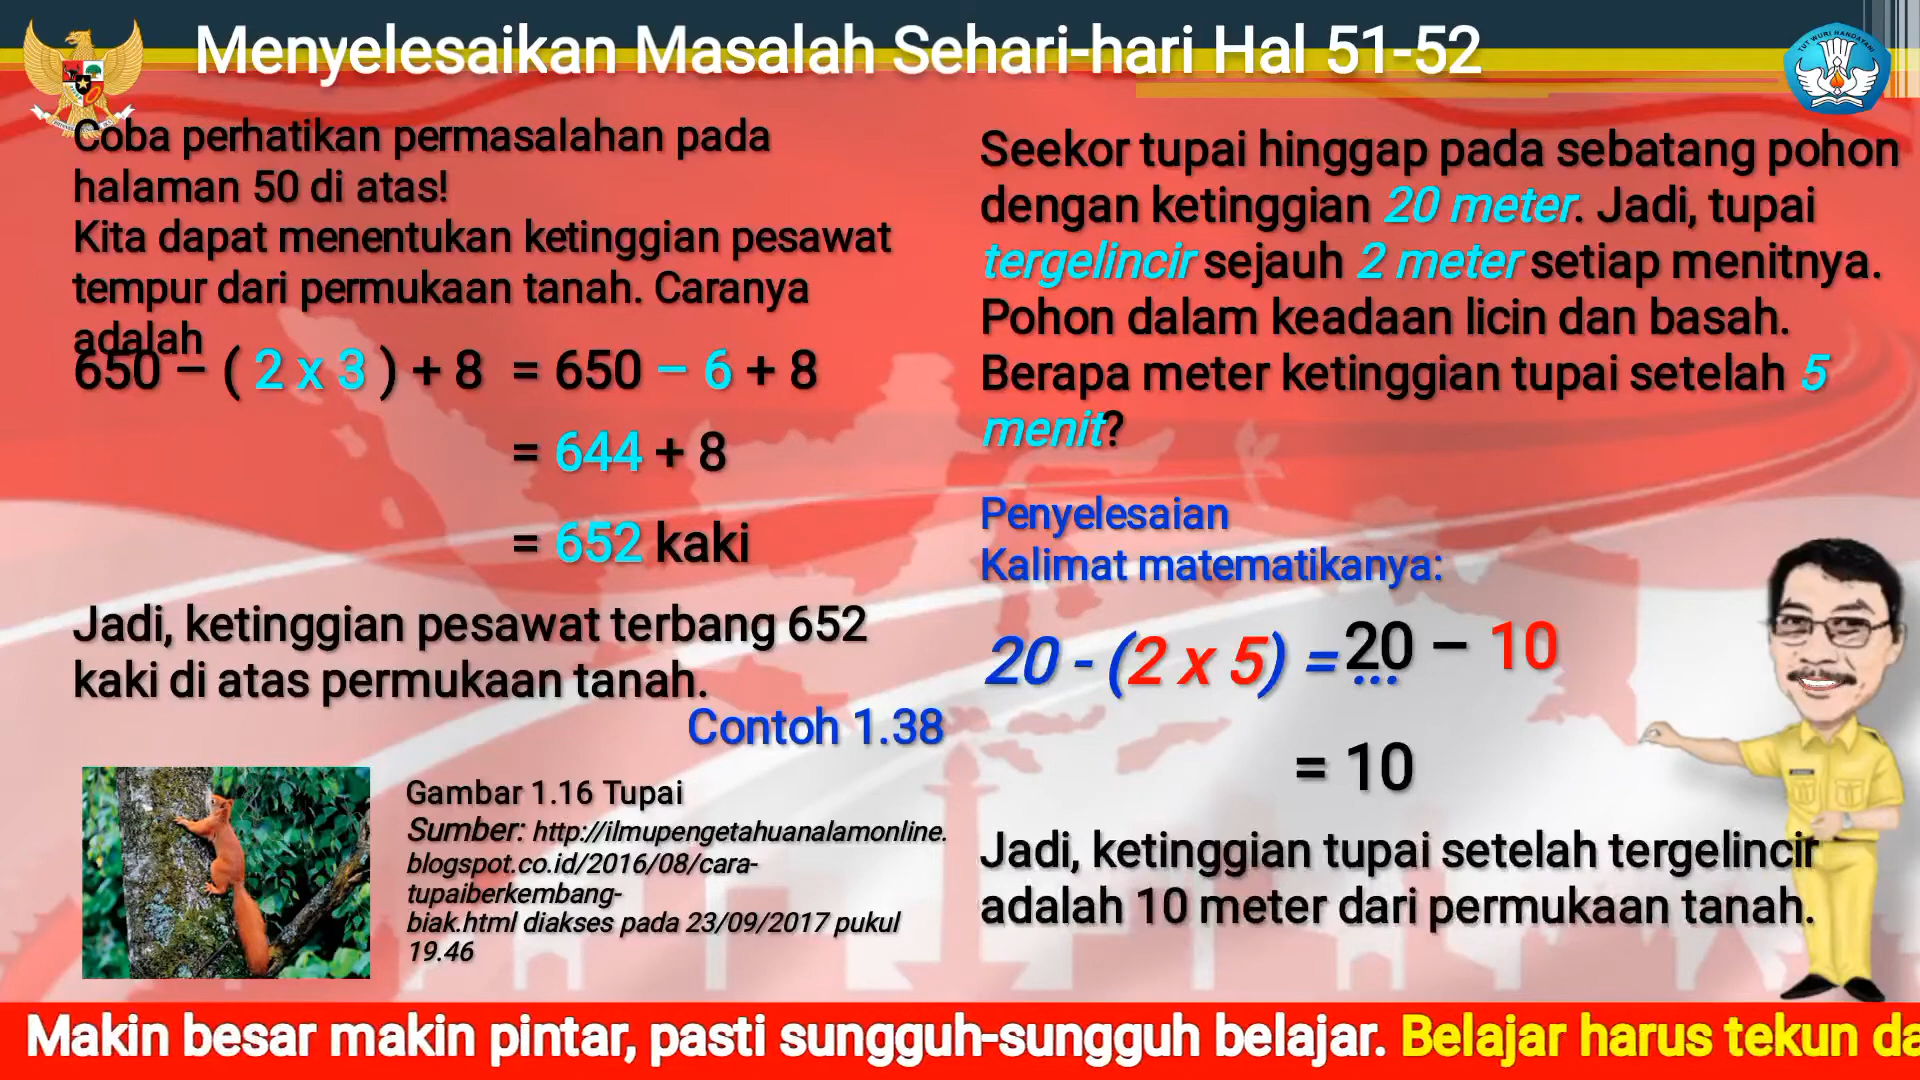 Menyelesaikan Masalah Sehari-hari Hal 51-52
TUT WURI HANDAYANI
Coba perhatikan permasalahan pada
halaman 50 di atas!
Kita dapat menentukan ketinggian pesawat
tempur dari permukaan tanah. Caranya
adalah
650 – ( 2 x 3 ) + 8 = 650 – 6 + 8
= 644 + 8
= 652 kaki
Jadi, ketinggian pesawat terbang 652
kaki di atas permukaan tanah.
Contoh 1.38
Gambar 1.16 Tupai
Sumber: http://ilmupengetahuanalamonline.
blogspot.co.id/2016/08/cara-
tupaiberkembang-
biak.html diakses pada 23/09/2017 pukul
19.46
Seekor tupai hinggap pada sebatang pohon
dengan ketinggian 20 meter. Jadi, tupai
tergelincir sejauh 2 meter setiap menitnya.
Pohon dalam keadaan licin dan basah.
Berapa meter ketinggian tupai setelah 5
menit?
Penyelesaian
Kalimat matematikanya:
20 - (2 x 5) = ... 20 – 10
= 10
Jadi, ketinggian tupai setelah tergelincir
adalah 10 meter dari permukaan tanah.
Makin besar makin pintar, pasti sungguh-sungguh belajar. Belajar harus tekun da